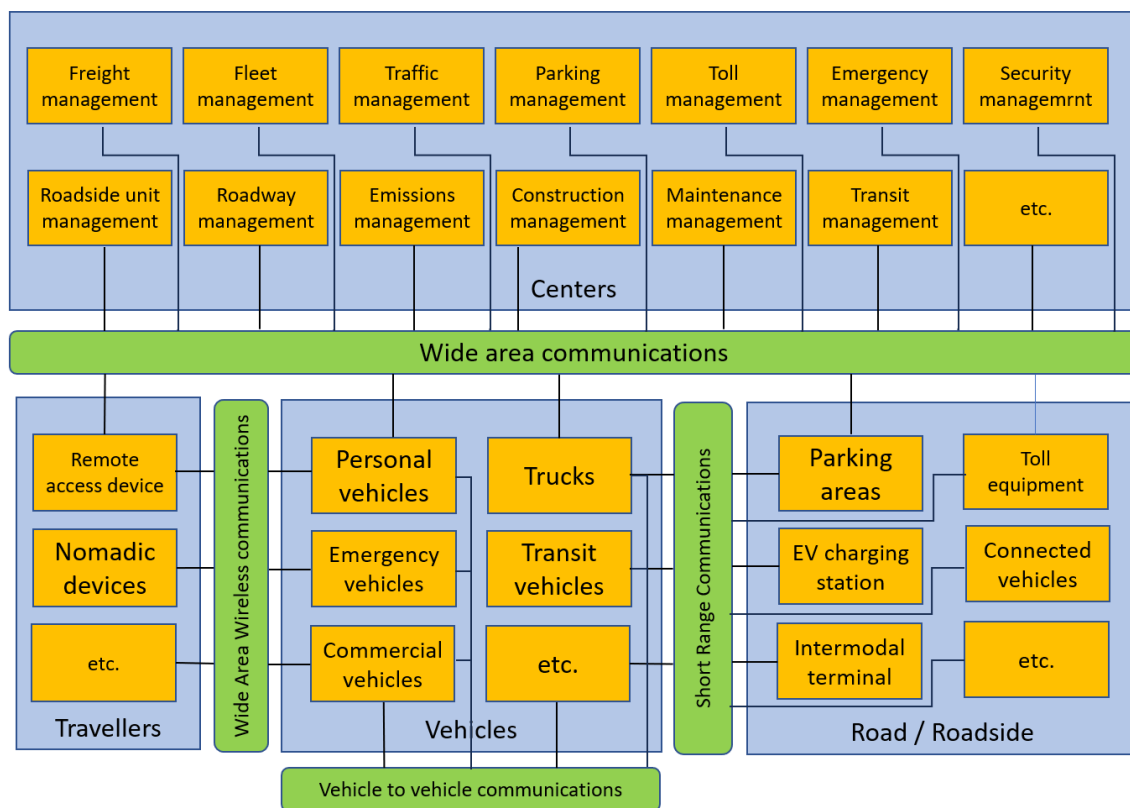 Freight
management
Fleet
management
Traffic
management
Parking
management
Toll
management
Emergency
management
Security
managemrnt
Roadside unit
management
Roadway
management
Emissions
management
Construction
management
Maintenance
management
Transit
management
etc.
Centers
Wide area communications
Remote
access device
Nomadic
devices
etc.
Travellers
Wide Area Wireless communications
Personal
vehicles
Trucks
Emergency
vehicles
Transit
vehicles
Commercial
vehicles
etc.
Vehicles
Short Range Communications
Parking
areas
Toll
equipment
EV charging
station
Connected
vehicles
Intermodal
terminal
etc.
Road / Roadside
Vehicle to vehicle communications